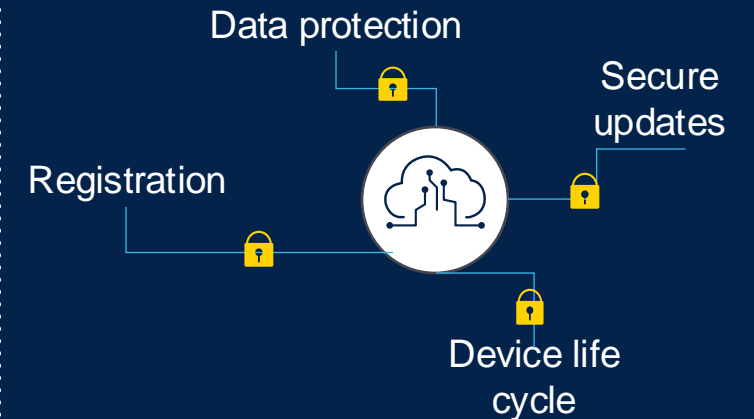 Data protection
Secure
updates
Registration
Device life
cycle